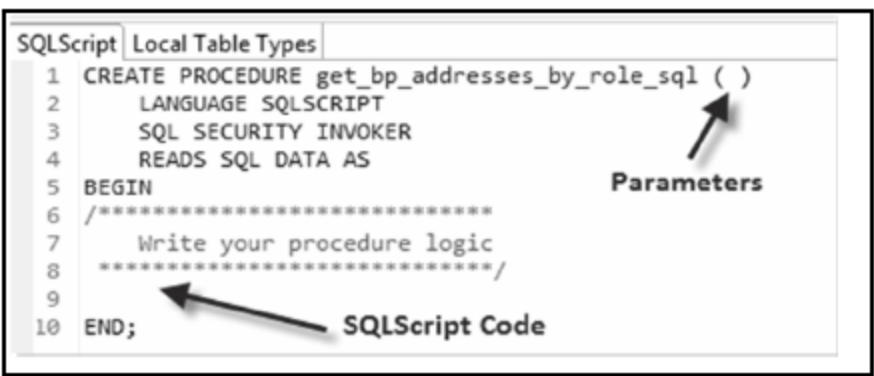 SQLScript Local Table Types
1 CREATE PROCEDURE get_bp_addresses_by_role_sql ( )
2 LANGUAGE SQLSCRIPT
3 SQL SECURITY INVOKER
4 READS SQL DATA AS
Parameters
5 BEGIN
6 /*****************************
7 Write your procedure logic
8 *****************************/
9
SQLScript Code
10 END;